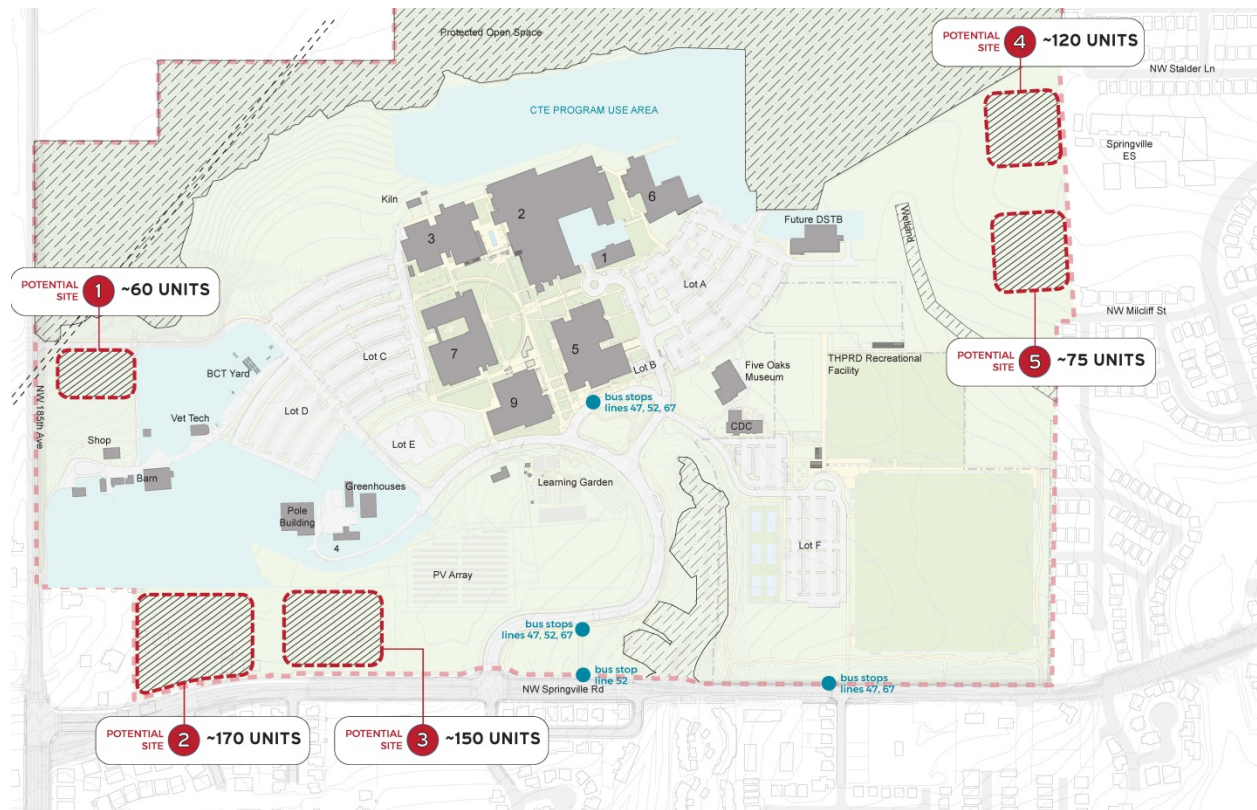 Protected Open Space
POTENTIAL
SITE
4
~120 UNITS
NW Stalder Ln
CTE PROGRAM USE AREA
Springville
ES
Kiln
2
6
3
1
Future DSTB
Wetland
Lot A
POTENTIAL
SITE
1
~60 UNITS
NW Milcliff St
7
5
Lot C
Lot B
BCT Yard
Five Oaks
Museum
THPRD Recreational
Facility
POTENTIAL
SITE
5
~75 UNITS
NW 185th Ave
9
bus stops
lines 47, 52, 67
Lot D
Vet Tech
CDC
Shop
Lot E
Barn
Greenhouses
Learning Garden
Pole
Building
4
Lot F
PV Array
bus stops
lines 47, 52, 67
bus stop
line 52
bus stops
lines 47, 67
NW Springville Rd
POTENTIAL
SITE
2
~170 UNITS
POTENTIAL
SITE
3
~150 UNITS